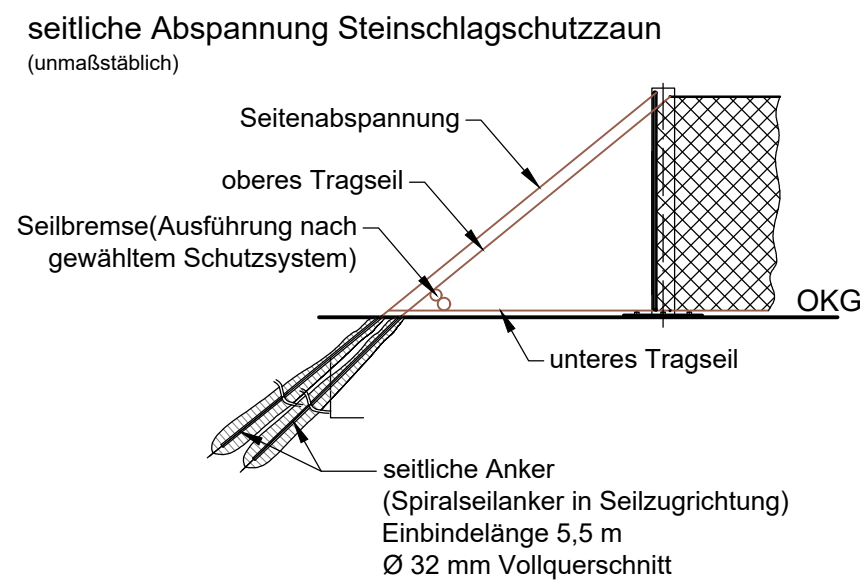 seitliche Abspannung Steinschlagschutzzaun
(unmaßstäblich)
Seitenabspannung
oberes Tragseil
Seilbremse(Ausführung nach
gewähltem Schutzsystem)
OKG
unteres Tragseil
seitliche Anker
(Spiralseilanker in Seilzugrichtung)
Einbindelänge 5,5 m
Ø 32 mm Vollquerschnitt